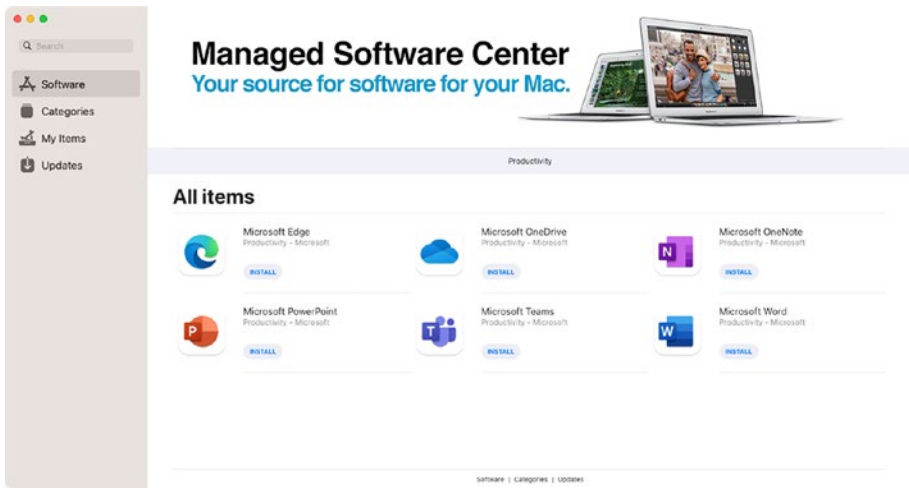 Search
Software
Categories
My Items
Updates
Managed Software Center
Your source for software for your Mac.
Productivity
All items
Microsoft Edge
Productivity - Microsoft
INSTALL
Microsoft OneDrive
Productivity - Microsoft
INSTALL
Microsoft OneNote
Productivity - Microsoft
INSTALL
N
Microsoft PowerPoint
Productivity - Microsoft
INSTALL
P
Microsoft Teams
Productivity - Microsoft
INSTALL
T
Microsoft Word
Productivity - Microsoft
INSTALL
W
Software | Categories | Updates